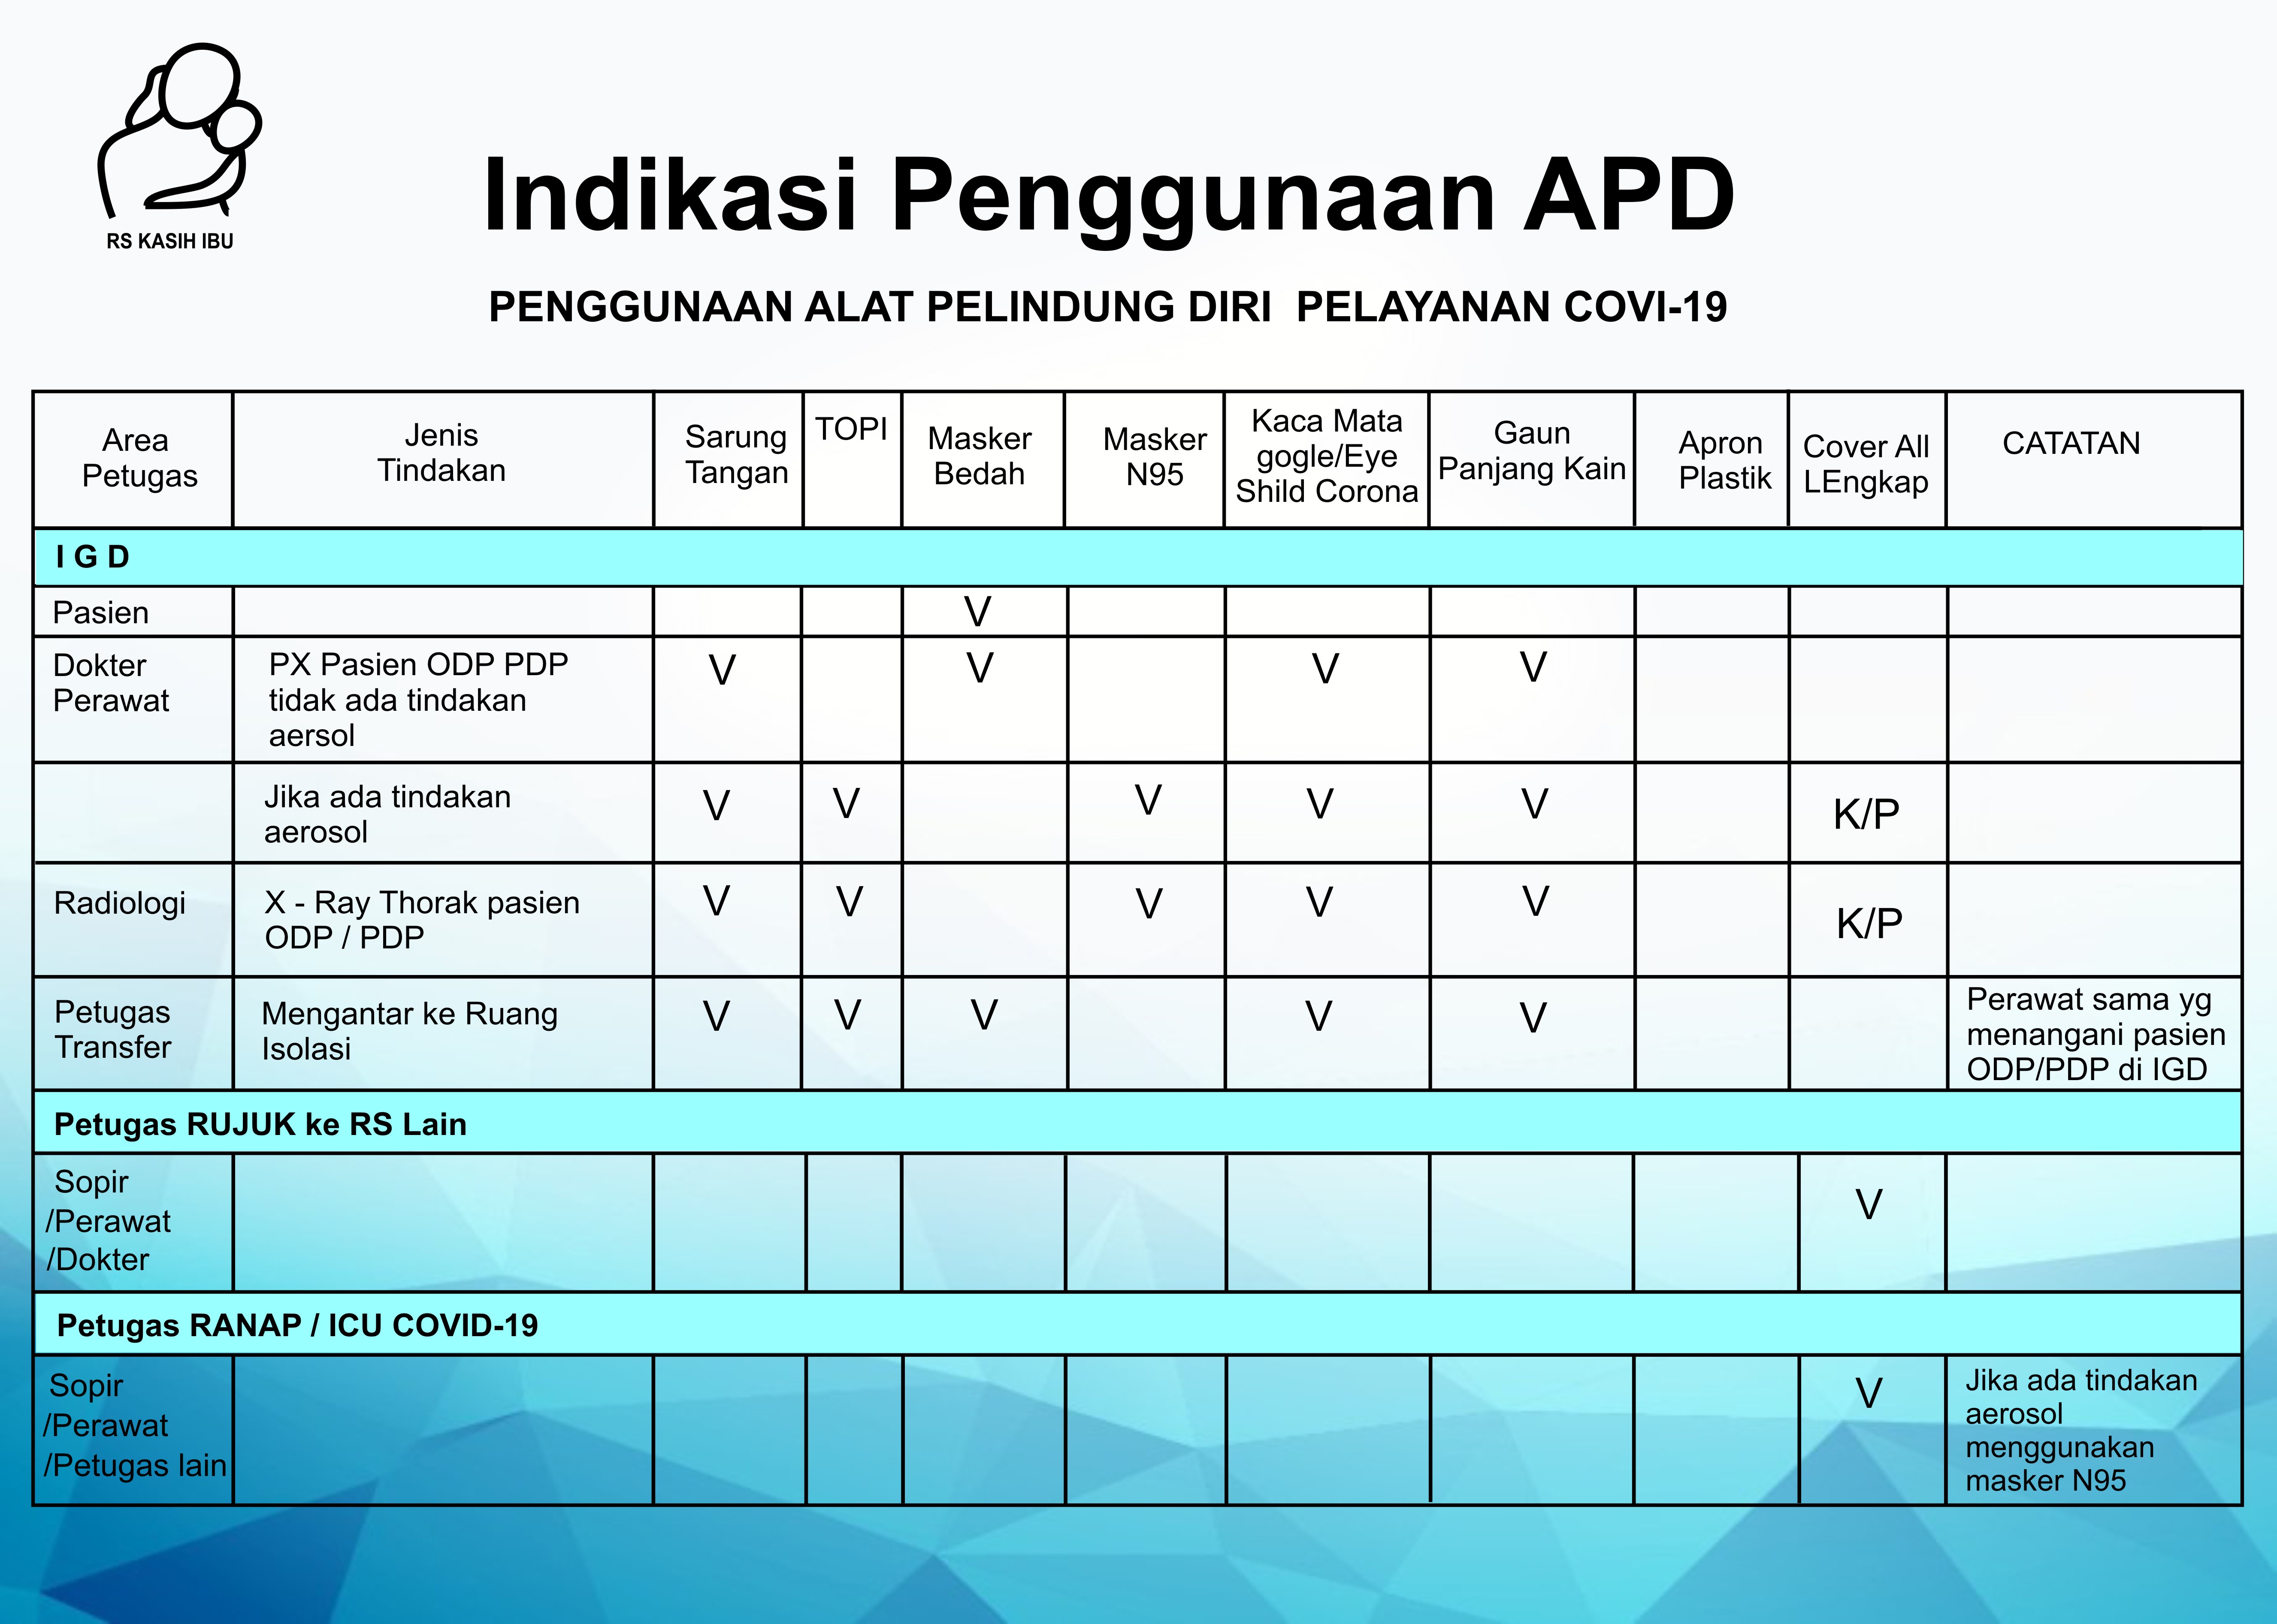 RS KASIH IBU
Indikasi Penggunaan APD
PENGGUNAAN ALAT PELINDUNG DIRI  PELAYANAN COVI-19
Area
Petugas
Jenis
Tindakan
Sarung
Tangan
TOPI
Masker
Bedah
Masker
N95
Kaca Mata
gogle/Eye
Shild Corona
Gaun
Panjang Kain
Apron
Plastik
Cover All
LEngkap
CATATAN
I G D
Pasien
V
Dokter
Perawat
PX Pasien ODP PDP
tidak ada tindakan
aersol
V
V
V
V
Jika ada tindakan
aerosol
V
V
V
V
V
K/P
Radiologi
X - Ray Thorak pasien
ODP / PDP
V
V
V
V
V
K/P
Petugas
Transfer
Mengantar ke Ruang
Isolasi
V
V
V
V
V
Perawat sama yg
menangani pasien
ODP/PDP di IGD
Petugas RUJUK ke RS Lain
Sopir
/Perawat
/Dokter
V
Petugas RANAP / ICU COVID-19
Sopir
/Perawat
/Petugas lain
V
Jika ada tindakan
aerosol
menggunakan
masker N95